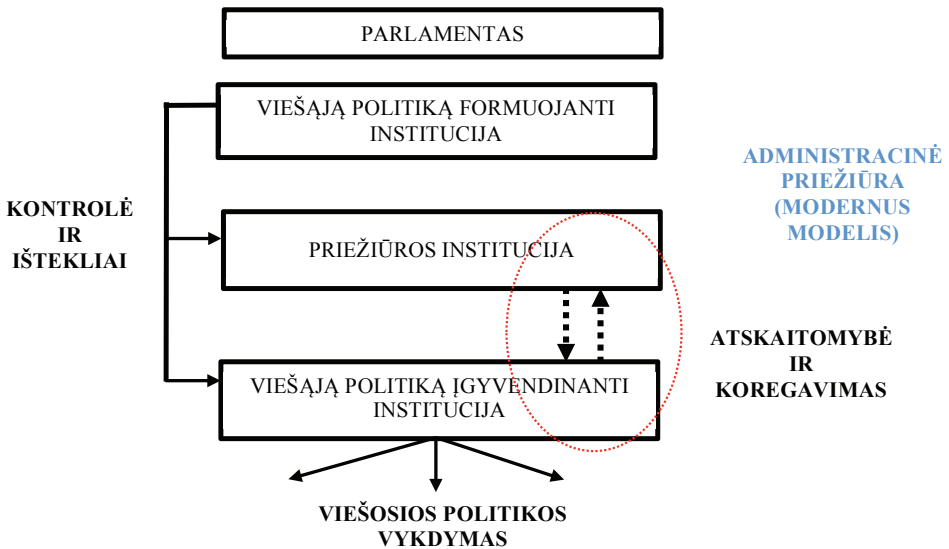 PARLAMENTAS
VIEŠĄJĄ POLITIKĄ FORMUOJANTI
INSTITUCIJA
ADMINISTRACINĖ
PRIEŽIŪRA
(MODERNUS
MODELIS)
KONTROLĖ
IR
IŠTEKLIAI
PRIEŽIŪROS INSTITUCIJA
ATSKAITOMYBĖ
IR
KOREGAVIMAS
VIEŠĄJĄ POLITIKĄ ĮGYVENDINANTI
INSTITUCIJA
VIEŠOSIOS POLITIKOS
VYKDYMAS